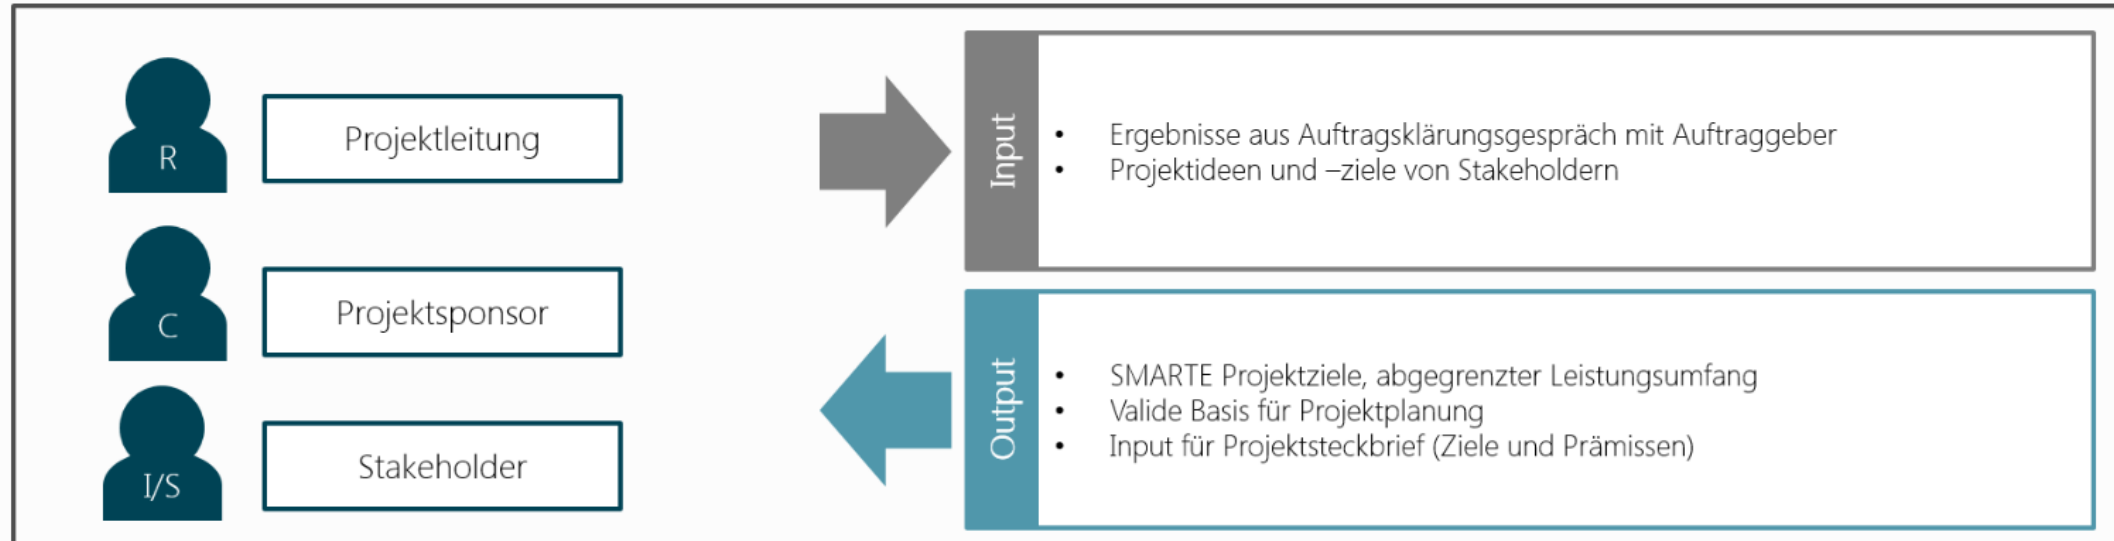 R
Projektleitung
C
Projektsponsor
I/S
Stakeholder
Input
• Ergebnisse aus Auftragsklärungsgespräch mit Auftraggeber
• Projektideen und –ziele von Stakeholdern
Output
• SMARTE Projektziele, abgegrenzter Leistungsumfang
• Valide Basis für Projektplanung
• Input für Projektsteckbrief (Ziele und Prämissen)